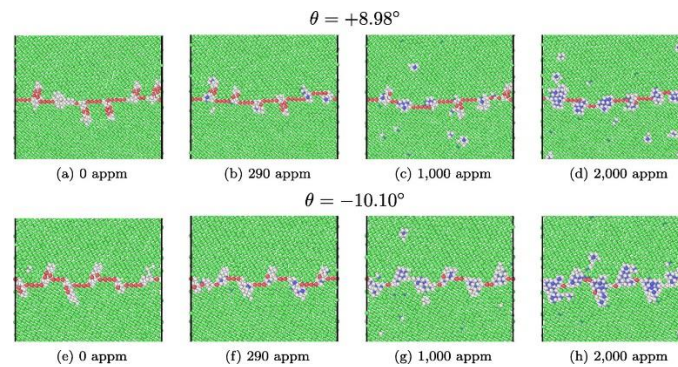 θ = +8.98°
(a) 0 appm
(b) 290 appm
(c) 1,000 appm
(d) 2,000 appm
θ = −10.10°
(e) 0 appm
(f) 290 appm
(g) 1,000 appm
(h) 2,000 appm